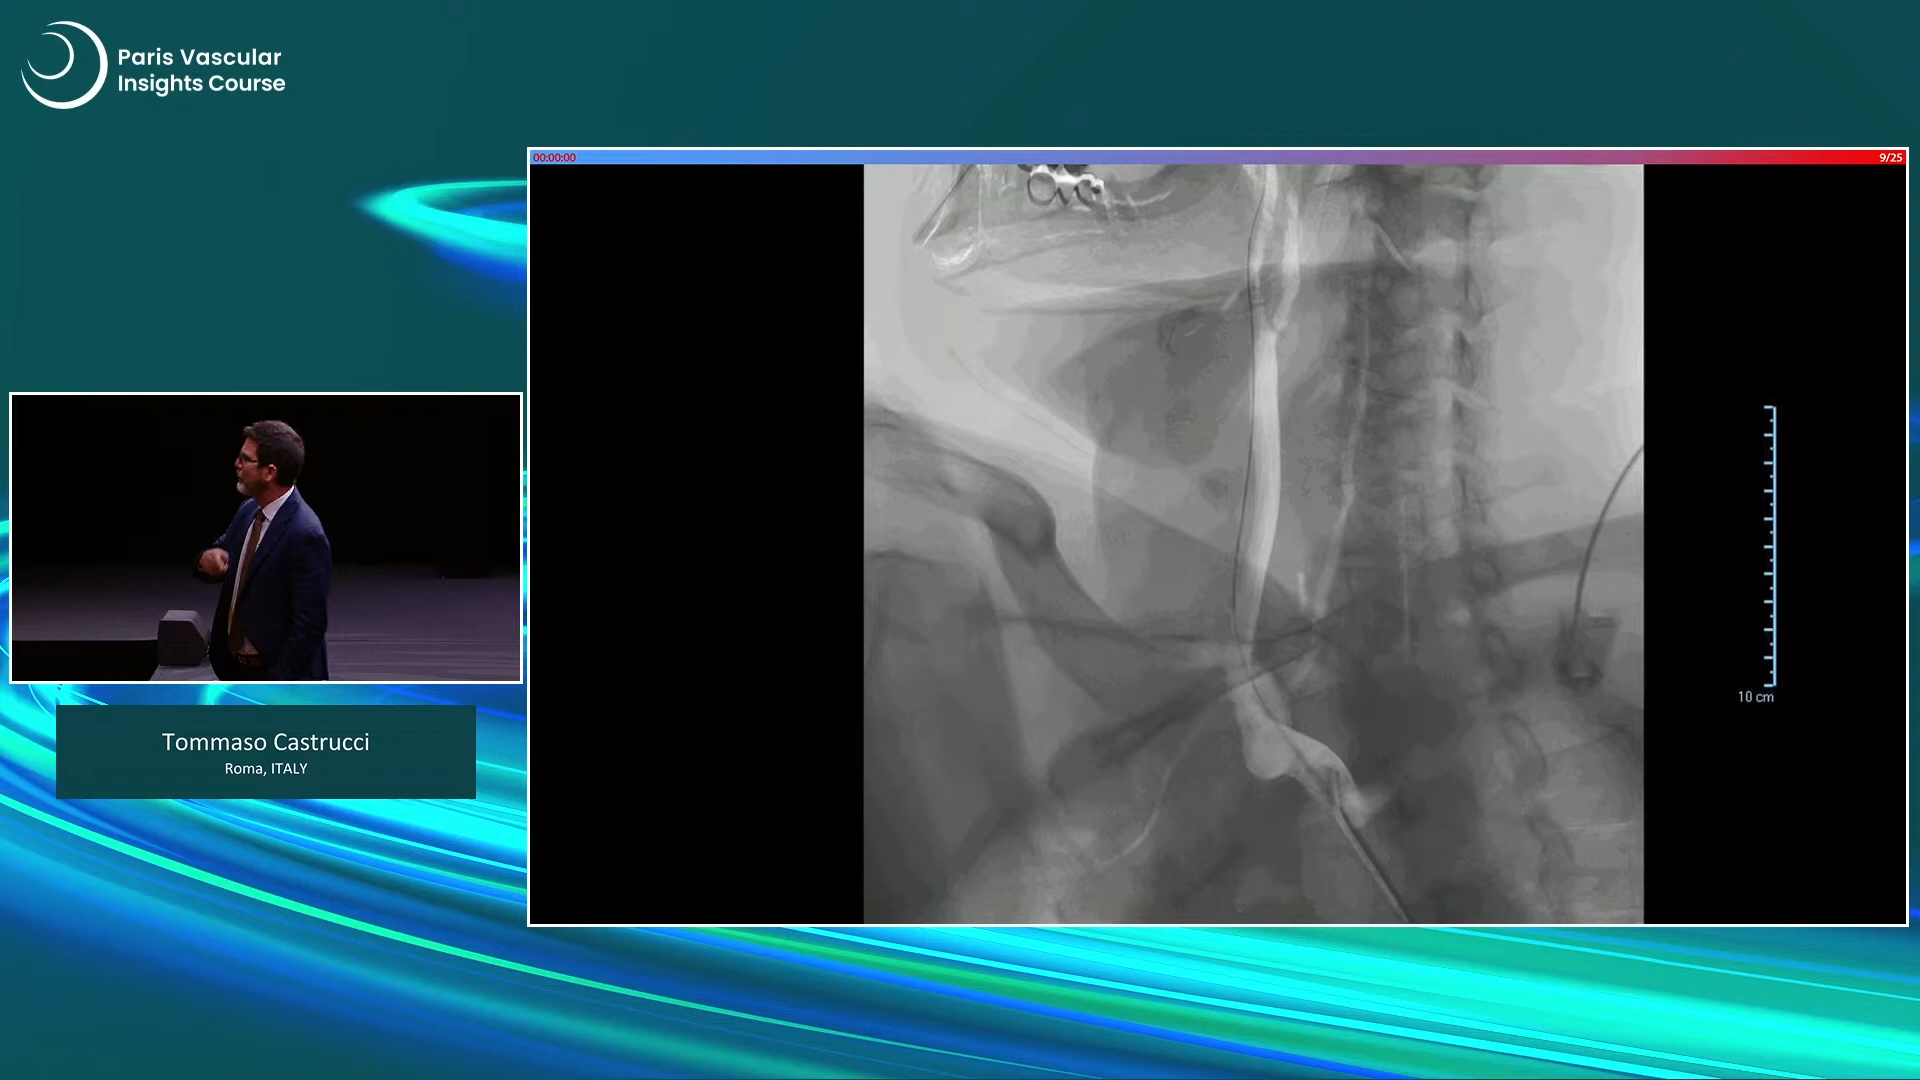 Paris Vascular
Insights Course
00:00:00
9/25
10 cm
Tommaso Castrucci
Roma, ITALY